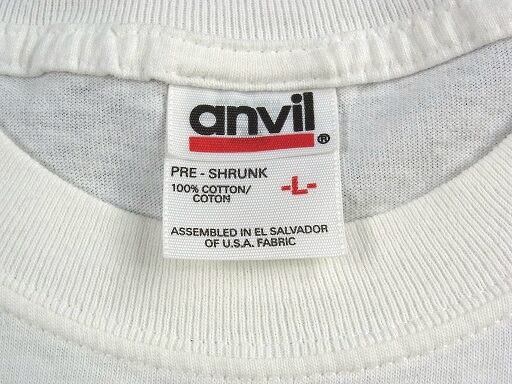 anvil®
PRE - SHRUNK
100% COTTON/
COTON
-L-
ASSEMBLED IN EL SALVADOR
OF U.S.A. FABRIC